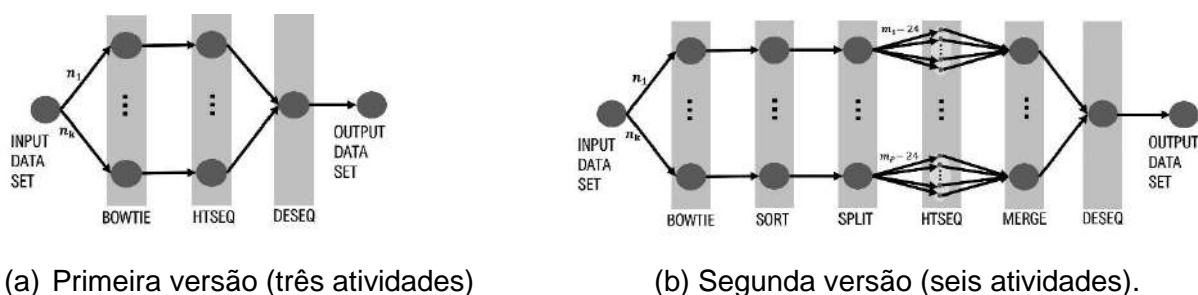 n₁
⋮
nₖ
⋮
INPUT
DATA
SET
OUTPUT
DATA
SET
BOWTIE HTSEQ DESEQ
n₁
m₁-24
nₖ
mₚ-24
INPUT
DATA
SET
OUTPUT
DATA
SET
BOWTIE SORT SPLIT HTSEQ MERGE DESEQ
(a) Primeira versão (três atividades)
(b) Segunda versão (seis atividades).